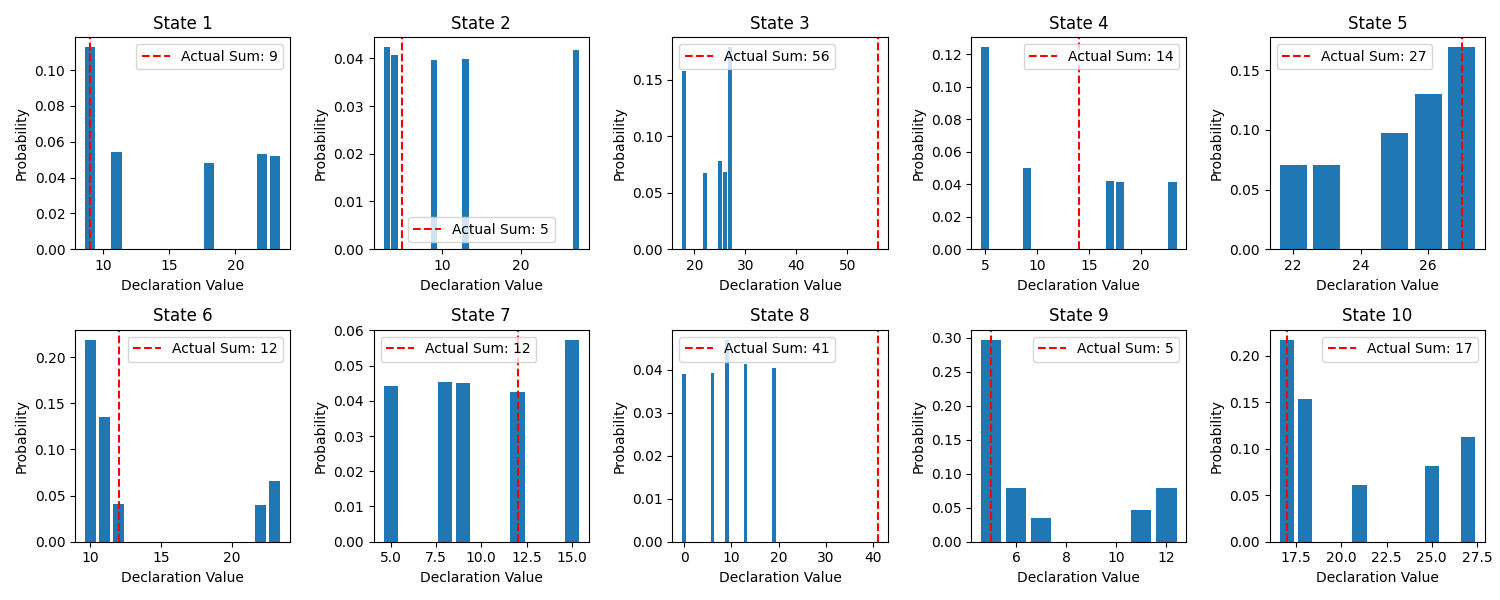 State 1
Actual Sum: 9
Probability
0.10
0.08
0.06
0.04
0.02
0.00
10 15 20
Declaration Value
State 2
Actual Sum: 5
Probability
0.04
0.03
0.02
0.01
0.00
10 20
Declaration Value
State 3
Actual Sum: 56
Probability
0.15
0.10
0.05
0.00
20 30 40 50
Declaration Value
State 4
Actual Sum: 14
Probability
0.12
0.10
0.08
0.06
0.04
0.02
0.00
5 10 15 20
Declaration Value
State 5
Actual Sum: 27
Probability
0.15
0.10
0.05
0.00
22 24 26
Declaration Value
State 6
Actual Sum: 12
Probability
0.20
0.15
0.10
0.05
0.00
10 15 20
Declaration Value
State 7
Actual Sum: 12
Probability
0.06
0.05
0.04
0.03
0.02
0.01
0.00
5.0 7.5 10.0 12.5 15.0
Declaration Value
State 8
Actual Sum: 41
Probability
0.04
0.03
0.02
0.01
0.00
0 10 20 30 40
Declaration Value
State 9
Actual Sum: 5
Probability
0.30
0.25
0.20
0.15
0.10
0.05
0.00
6 8 10 12
Declaration Value
State 10
Actual Sum: 17
Probability
0.20
0.15
0.10
0.05
0.00
17.5 20.0 22.5 25.0 27.5
Declaration Value